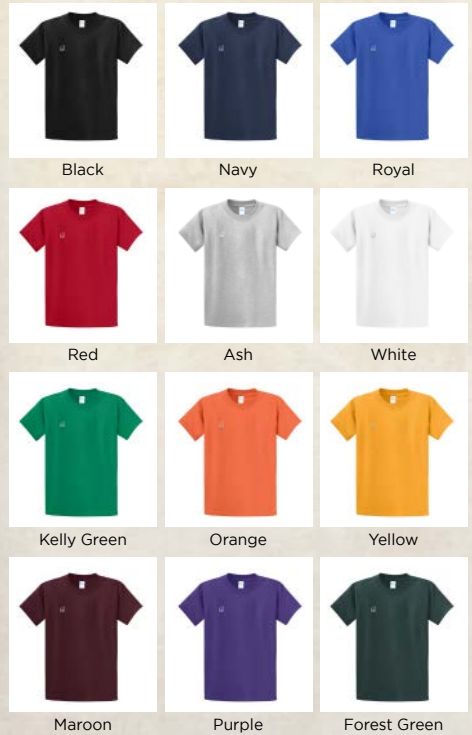 Black
Navy
Royal
Red
Ash
White
Kelly Green
Orange
Yellow
Maroon
Purple
Forest Green